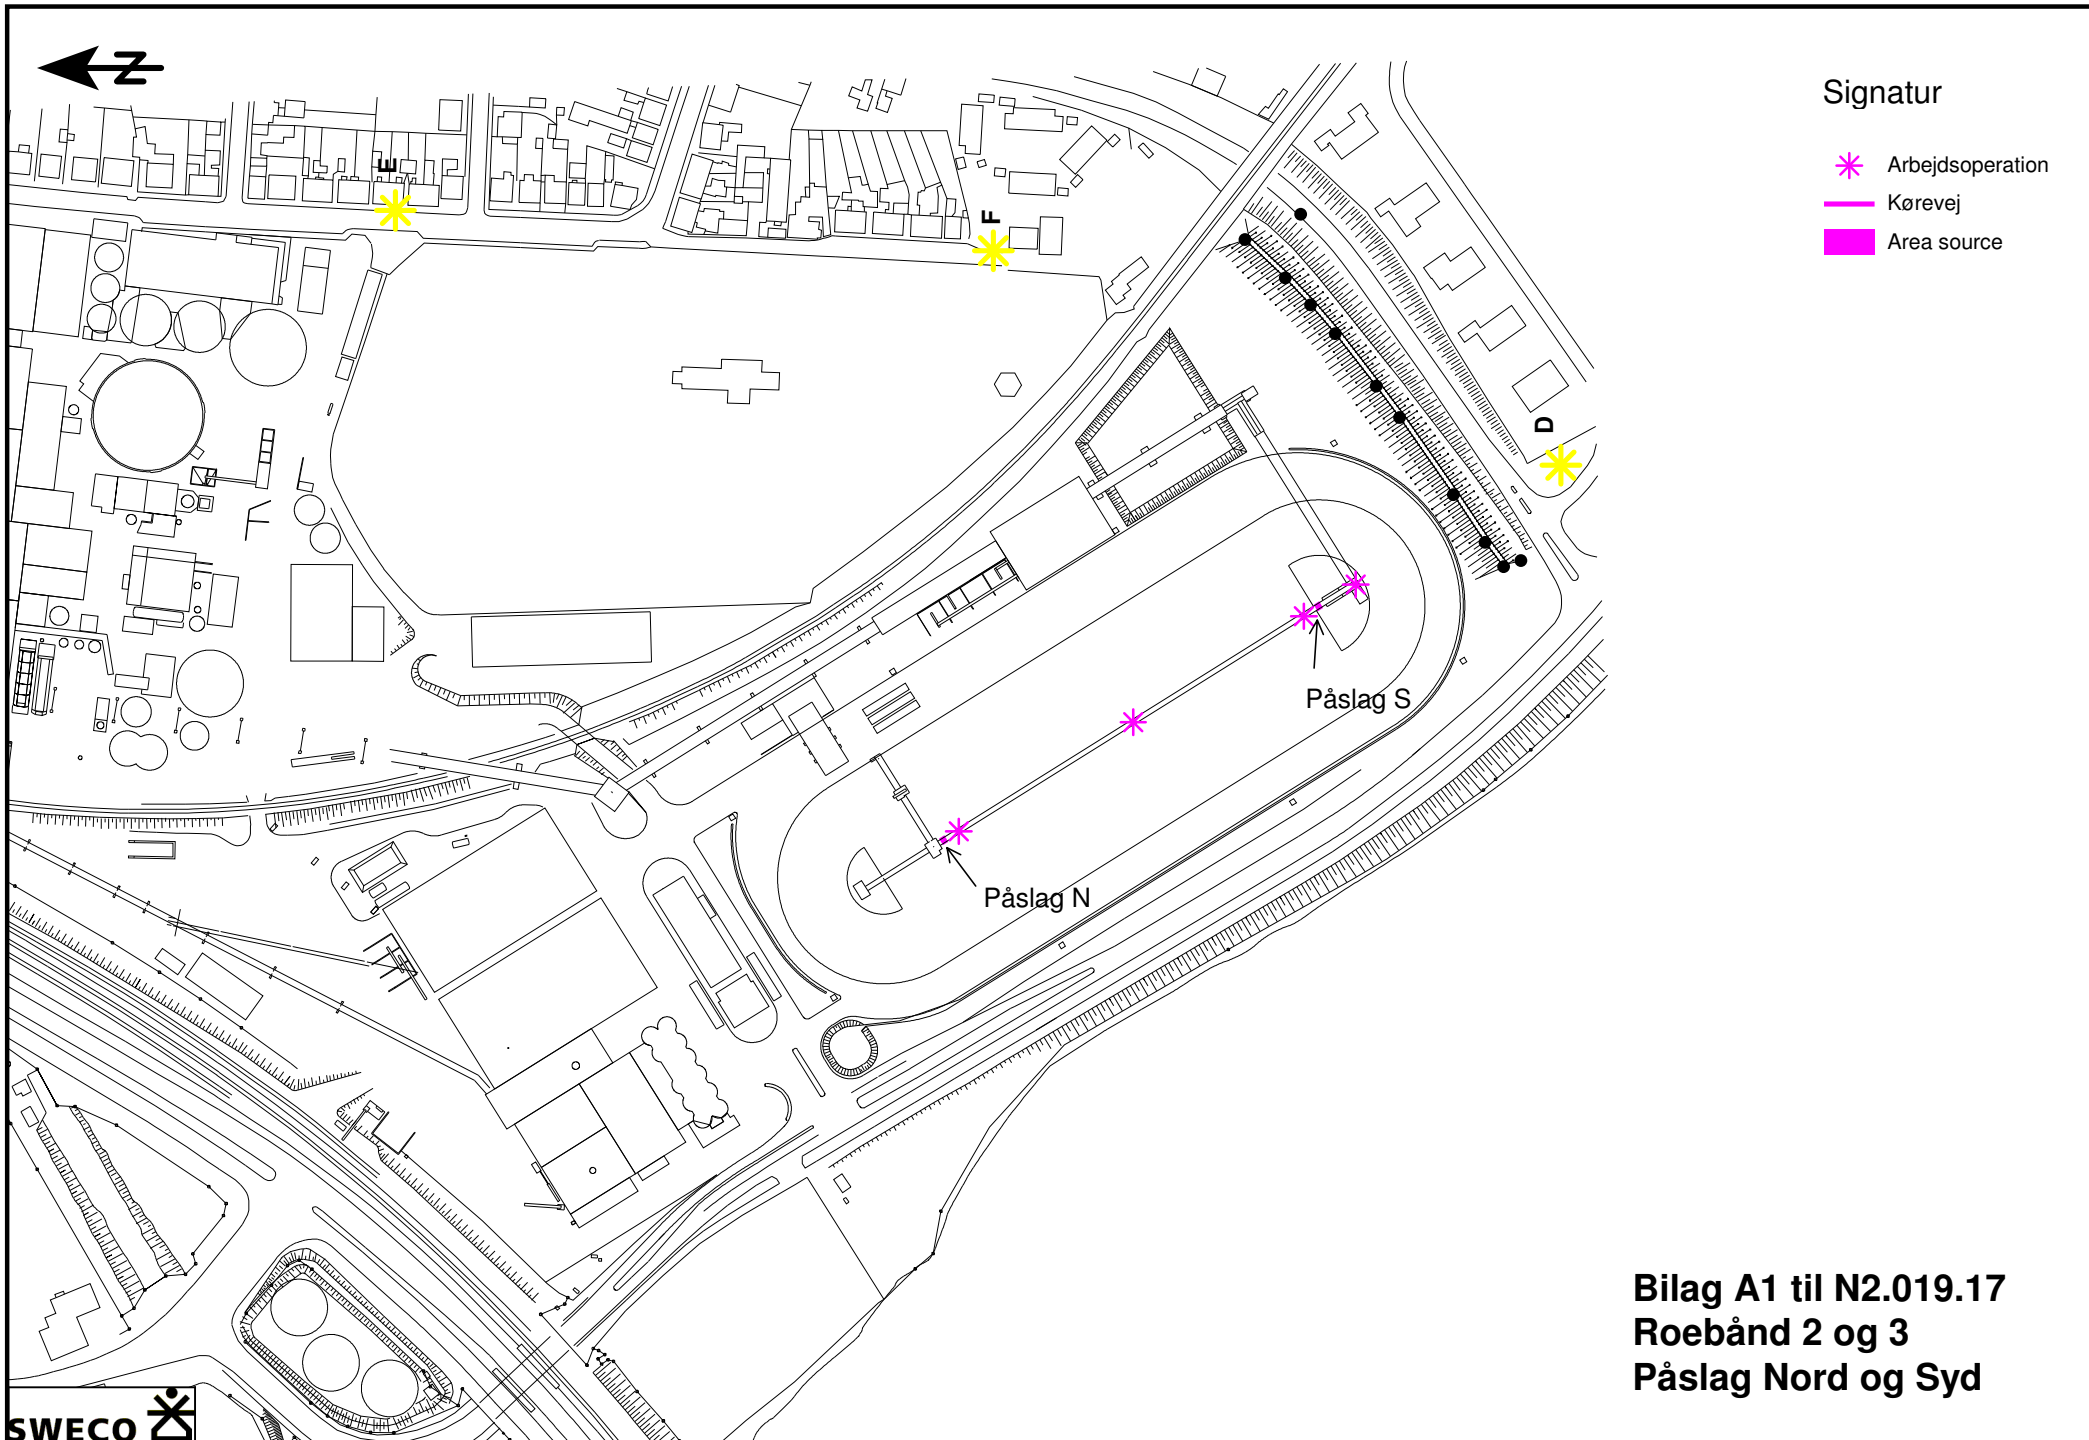 N
Signatur
Arbejdsoperation
Kørevej
Area source
E
F
D
Påslag S
Påslag N
Bilag A1 til N2.019.17
Roebånd 2 og 3
Påslag Nord og Syd
SWECO